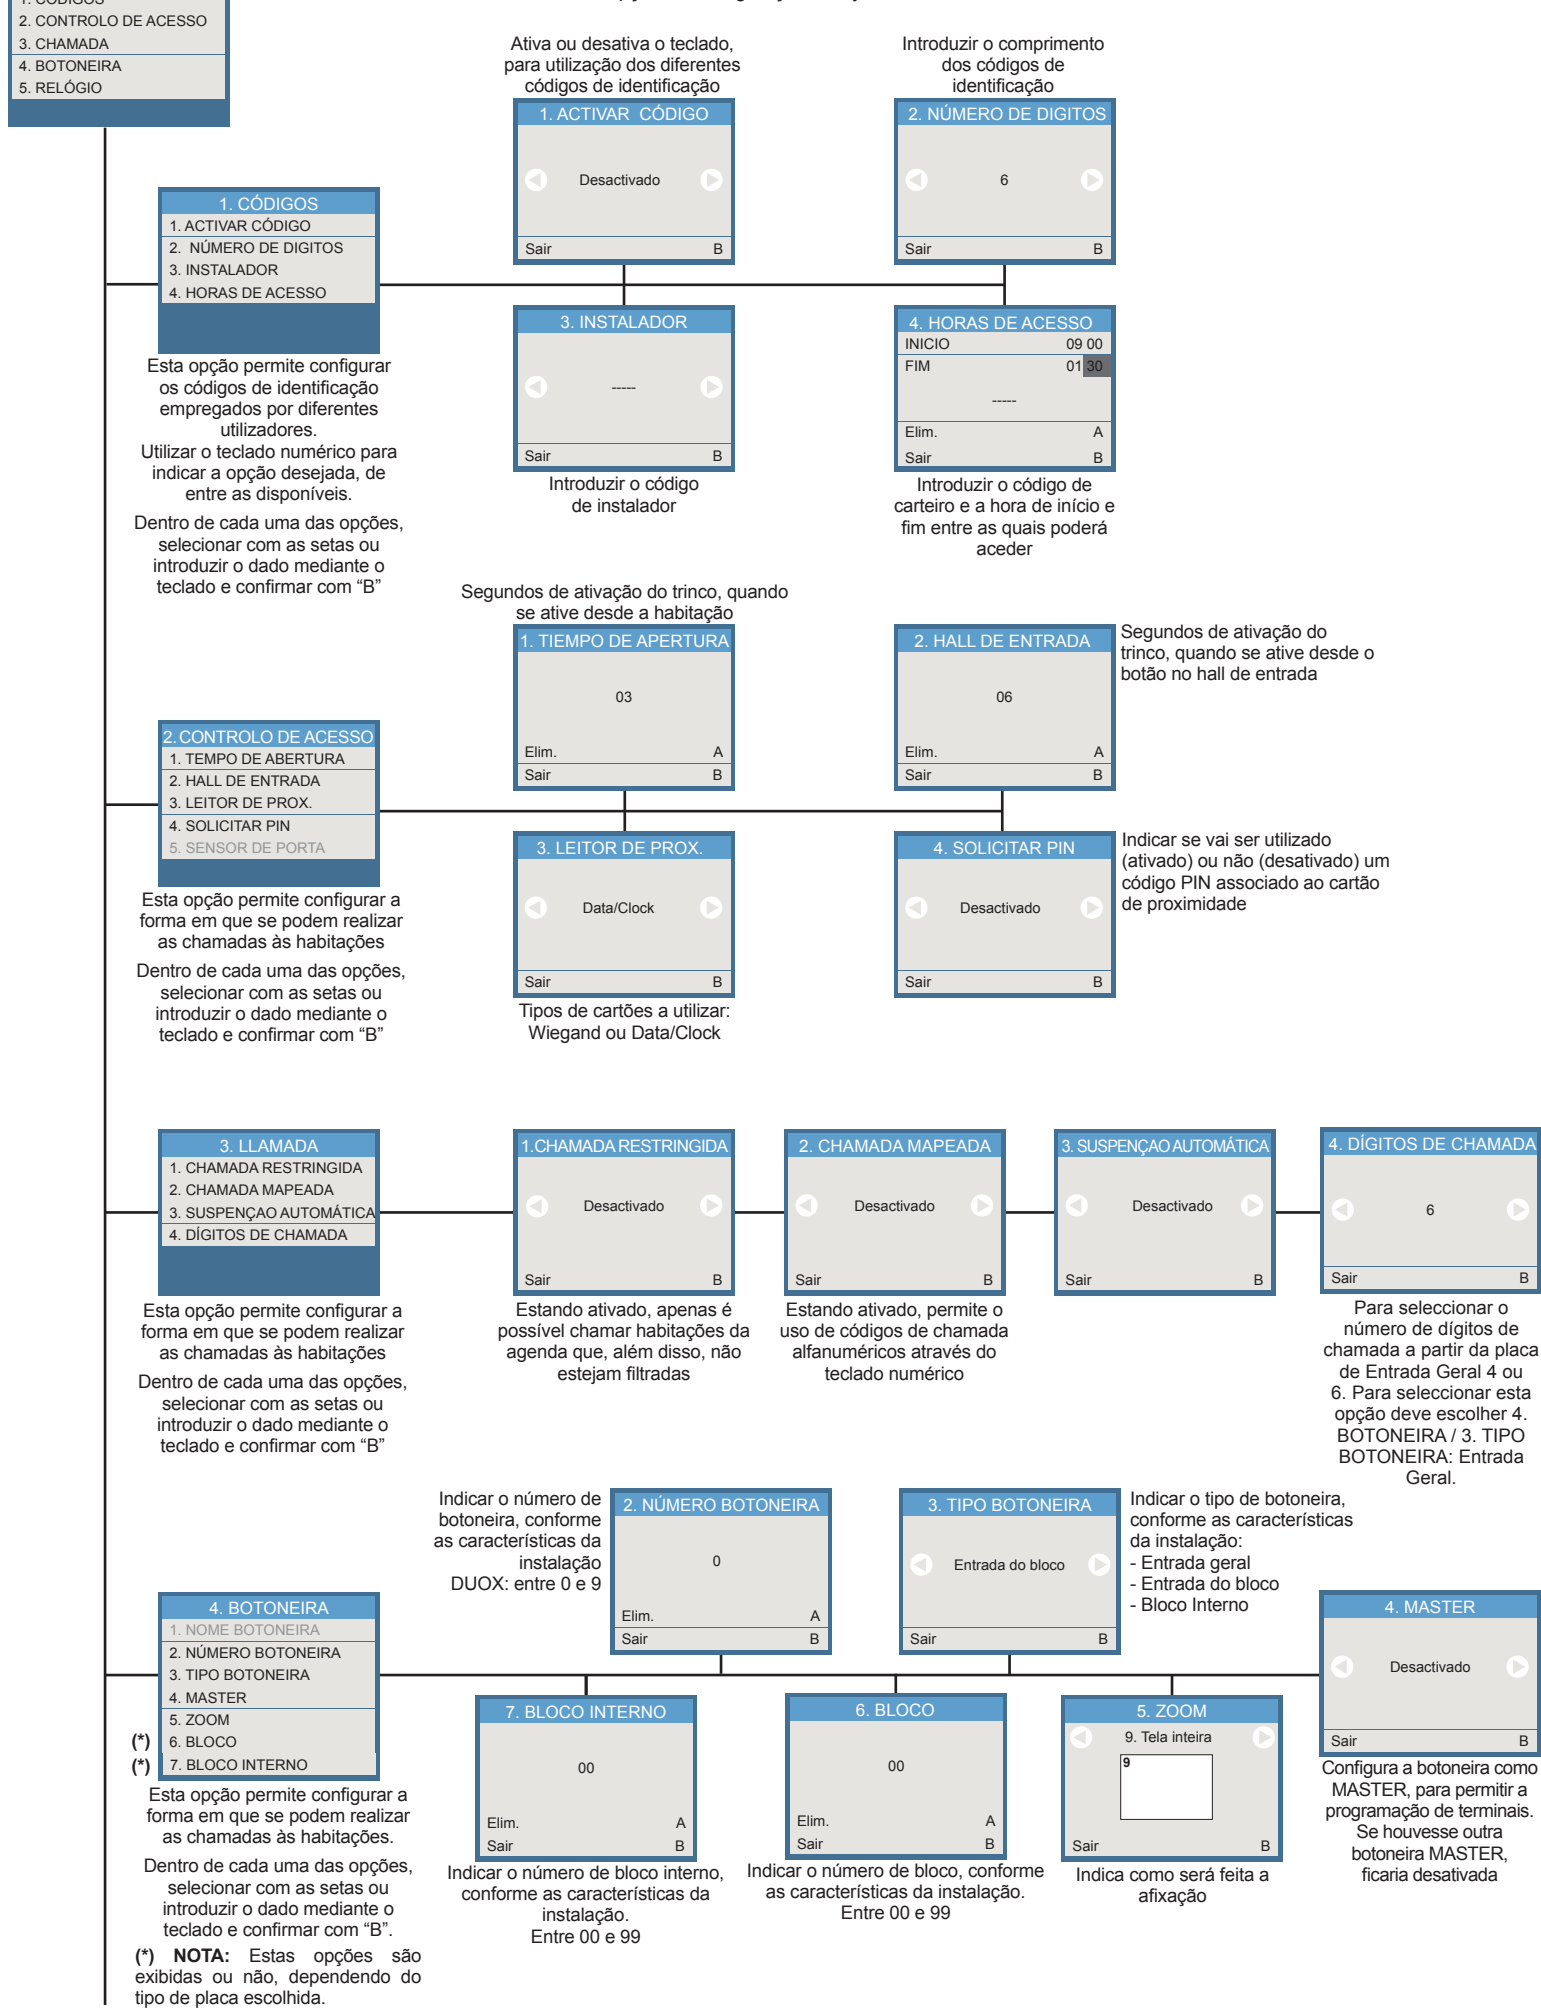 2. CONTROLO DE ACESSO
3. CHAMADA
4. BOTONEIRA
5. RELÓGIO
Ativa ou desativa o teclado,
para utilização dos diferentes
códigos de identificação
1. ACTIVAR CÓDIGO
Desactivado
Sair B
Introduzir o comprimento
dos códigos de
identificação
2. NÚMERO DE DIGITOS
6
Sair B
1. CÓDIGOS
1. ACTIVAR CÓDIGO
2. NÚMERO DE DIGITOS
3. INSTALADOR
4. HORAS DE ACESSO
Esta opção permite configurar
os códigos de identificação
empregados por diferentes
utilizadores.
Utilizar o teclado numérico para
indicar a opção desejada, de
entre as disponíveis.
Dentro de cada uma das opções,
selecionar com as setas ou
introduzir o dado mediante o
teclado e confirmar com “B”
3. INSTALADOR
-----
Sair B
Introduzir o código
de instalador
4. HORAS DE ACESSO
INICIO 09 00
FIM 01 30
-----
Elim. A
Sair B
Introduzir o código de
carteiro e a hora de início e
fim entre as quais poderá
aceder
Segundos de ativação do trinco, quando
se ative desde a habitação
1. TIEMPO DE APERTURA
03
Elim. A
Sair B
2. HALL DE ENTRADA
06
Elim. A
Sair B
Segundos de ativação do
trinco, quando se ative desde o
botão no hall de entrada
2. CONTROLO DE ACESSO
1. TEMPO DE ABERTURA
2. HALL DE ENTRADA
3. LEITOR DE PROX.
4. SOLICITAR PIN
5. SENSOR DE PORTA
Esta opção permite configurar a
forma em que se podem realizar
as chamadas às habitações
Dentro de cada uma das opções,
selecionar com as setas ou
introduzir o dado mediante o
teclado e confirmar com “B”
3. LEITOR DE PROX.
Data/Clock
Sair B
Tipos de cartões a utilizar:
Wiegand ou Data/Clock
4. SOLICITAR PIN
Desactivado
Sair B
Indicar se vai ser utilizado
(ativado) ou não (desativado) um
código PIN associado ao cartão
de proximidade
3. LLAMADA
1. CHAMADA RESTRINGIDA
2. CHAMADA MAPEADA
3. SUSPENÇAO AUTOMÁTICA
4. DÍGITOS DE CHAMADA
Esta opção permite configurar a
forma em que se podem realizar
as chamadas às habitações
Dentro de cada uma das opções,
selecionar com as setas ou
introduzir o dado mediante o
teclado e confirmar com “B”
1.CHAMADA RESTRINGIDA
Desactivado
Sair B
Estando ativado, apenas é
possível chamar habitações da
agenda que, além disso, não
estejam filtradas
2. CHAMADA MAPEADA
Desactivado
Sair B
Estando ativado, permite o
uso de códigos de chamada
alfanuméricos através do
teclado numérico
3. SUSPENÇAO AUTOMÁTICA
Desactivado
Sair B
4. DÍGITOS DE CHAMADA
6
Sair B
Para seleccionar o
número de dígitos de
chamada a partir da placa
de Entrada Geral 4 ou
6. Para seleccionar esta
opção deve escolher 4.
BOTONEIRA / 3. TIPO
BOTONEIRA: Entrada
Geral.
Indicar o número de
botoneira, conforme
as características da
instalação
DUOX: entre 0 e 9
2. NÚMERO BOTONEIRA
0
Elim. A
Sair B
3. TIPO BOTONEIRA
Entrada do bloco
Sair B
Indicar o tipo de botoneira,
conforme as características
da instalação:
- Entrada geral
- Entrada do bloco
- Bloco Interno
4. BOTONEIRA
1. NOME BOTONEIRA
2. NÚMERO BOTONEIRA
3. TIPO BOTONEIRA
4. MASTER
5. ZOOM
(*) 6. BLOCO
(*) 7. BLOCO INTERNO
Esta opção permite configurar a
forma em que se podem realizar
as chamadas às habitações.
Dentro de cada uma das opções,
selecionar com as setas ou
introduzir o dado mediante o
teclado e confirmar com “B”.
(*) NOTA: Estas opções são
exibidas ou não, dependendo do
tipo de placa escolhida.
7. BLOCO INTERNO
00
Elim. A
Sair B
Indicar o número de bloco interno,
conforme as características da
instalação.
Entre 00 e 99
6. BLOCO
00
Elim. A
Sair B
Indicar o número de bloco, conforme
as características da instalação.
Entre 00 e 99
5. ZOOM
9. Tela inteira
9
Sair B
Indica como será feita a
afixação
4. MASTER
Desactivado
Sair B
Configura a botoneira como
MASTER, para permitir a
programação de terminais.
Se houvesse outra
botoneira MASTER,
ficaria desativada